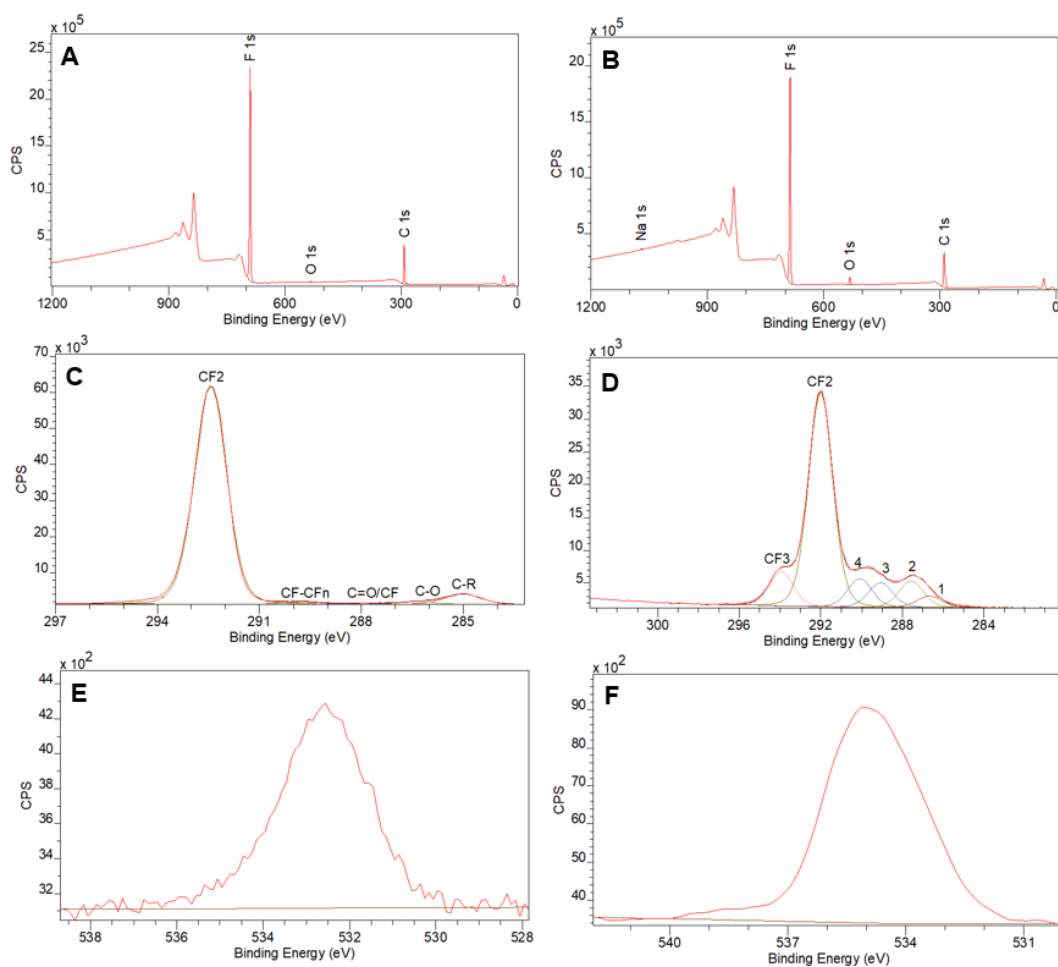 x 10^5
A
25
20
15
10
5
CPS
F 1s
O 1s
C 1s
1200 900 600 300 0
Binding Energy (eV)
x 10^5
B
20
15
10
5
CPS
Na 1s
F 1s
O 1s
C 1s
1200 900 600 300 0
Binding Energy (eV)
x 10^3
C
70
60
50
40
30
20
10
CPS
CF2
CF-CFn
C=O/CF
C-O
C-R
297 294 291 288 285
Binding Energy (eV)
x 10^3
D
35
30
25
20
15
10
5
CPS
CF3
CF2
4
3
2
1
300 296 292 288 284
Binding Energy (eV)
x 10^2
E
44
42
40
38
36
34
32
CPS
538 536 534 532 530 528
Binding Energy (eV)
x 10^2
F
90
80
70
60
50
40
CPS
540 537 534 531
Binding Energy (eV)